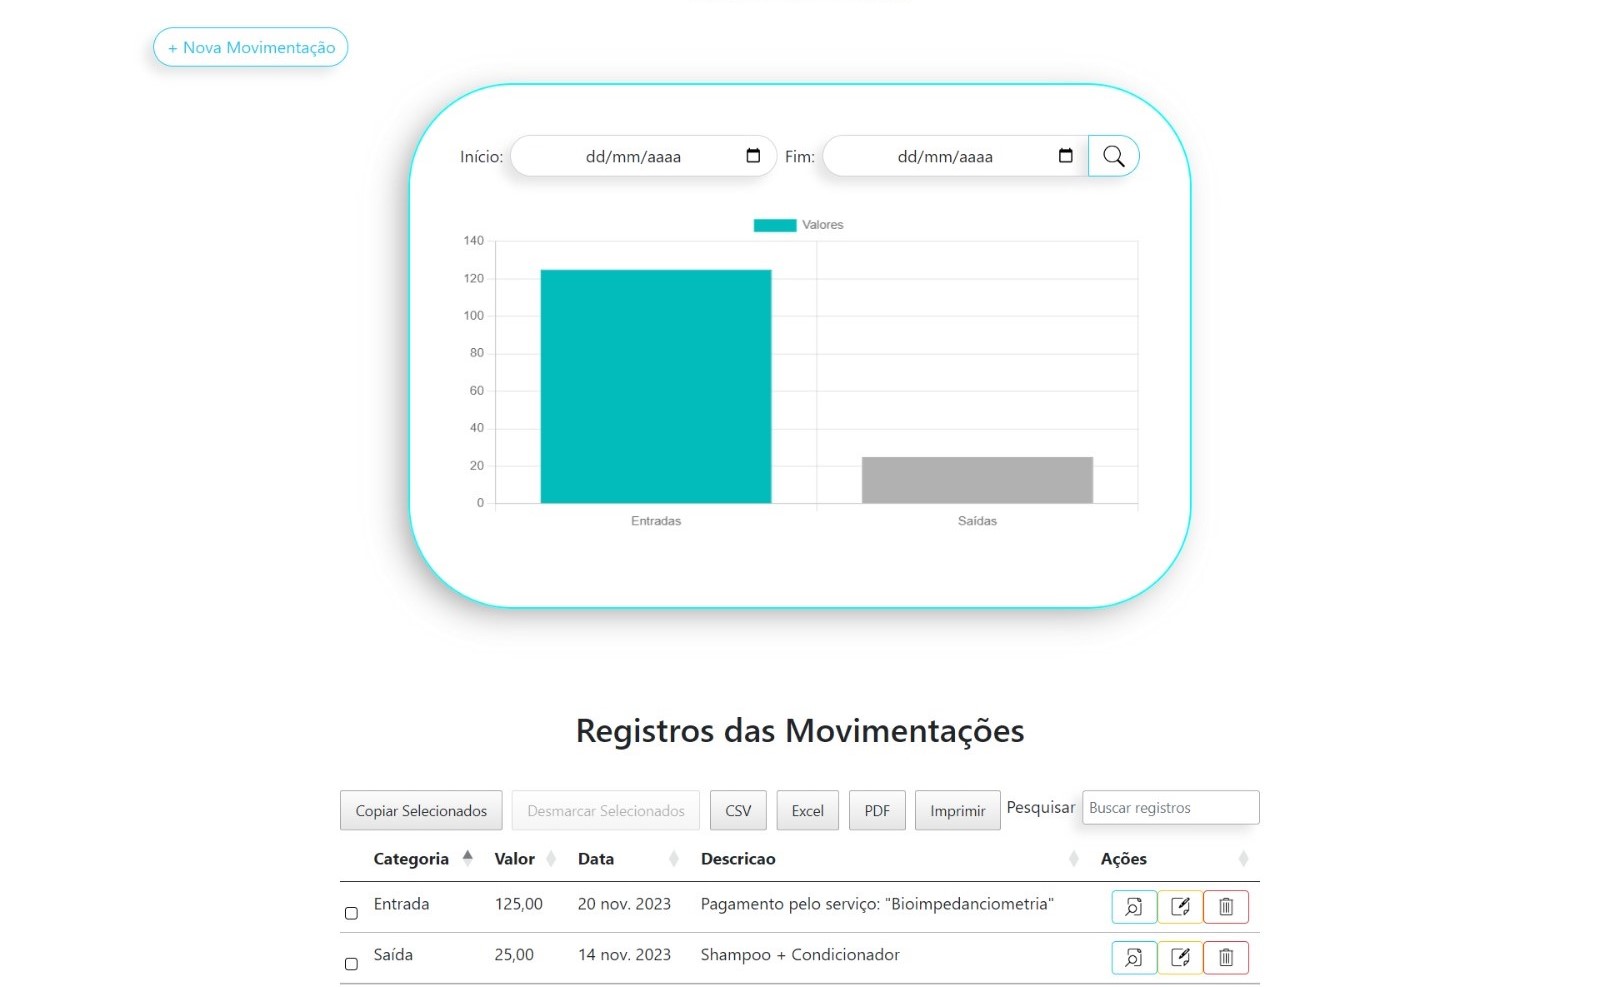 + Nova Movimentação
Início: dd/mm/aaaa Fim: dd/mm/aaaa
Valores
140
120
100
80
60
40
20
0
Entradas Saídas
Registros das Movimentações
Copiar Selecionados Desmarcar Selecionados CSV Excel PDF Imprimir Pesquisar Buscar registros
Categoria Valor Data Descricao Ações
Entrada 125,00 20 nov. 2023 Pagamento pelo serviço: "Bioimpedanciometria"
Saída 25,00 14 nov. 2023 Shampoo + Condicionador